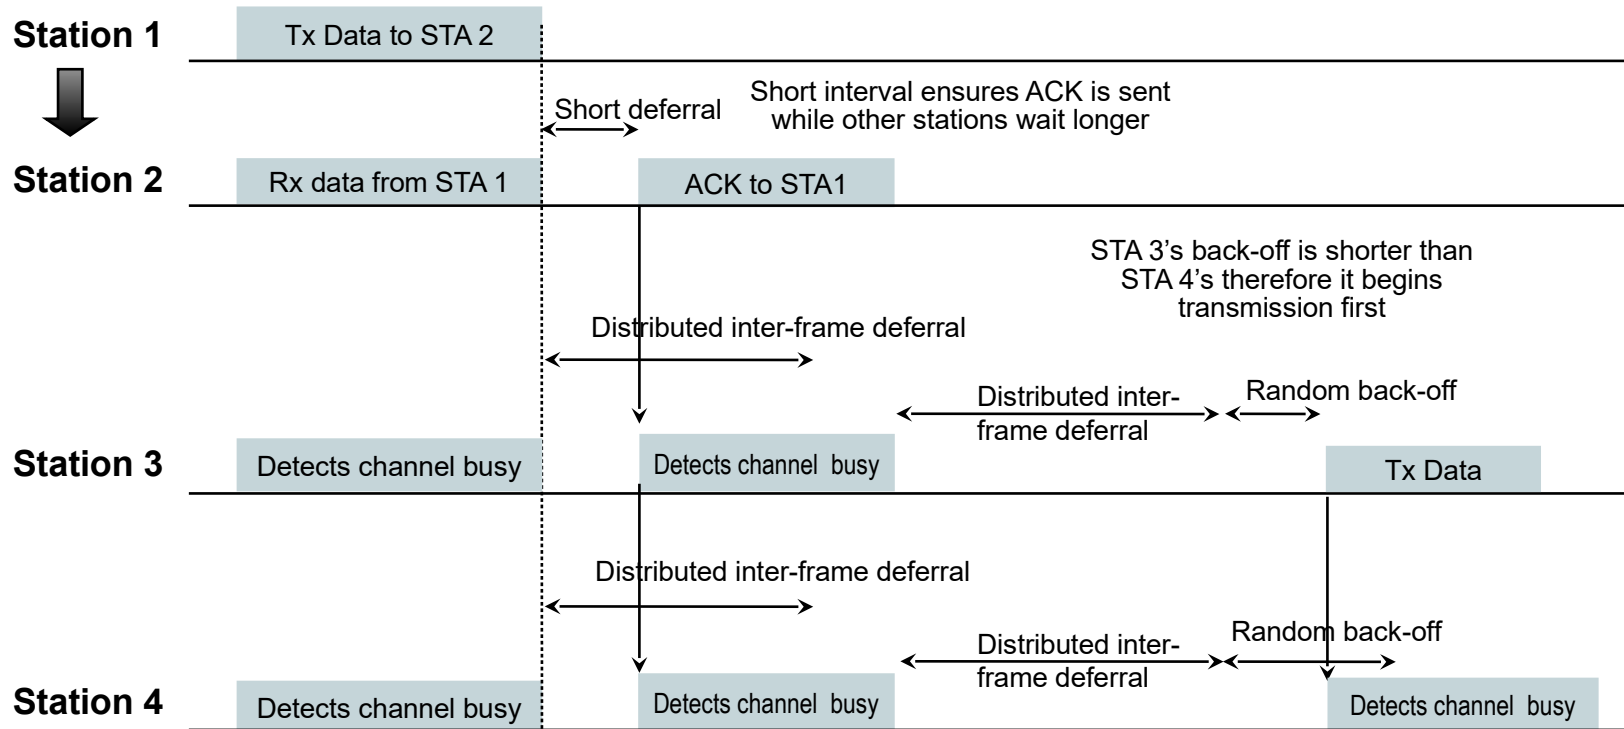 Station 1
Tx Data to STA 2
Short deferral
Short interval ensures ACK is sent
while other stations wait longer
Station 2
Rx data from STA 1
ACK to STA1
STA 3’s back-off is shorter than
STA 4’s therefore it begins
transmission first
Distributed inter-frame deferral
Distributed inter-
frame deferral
Random back-off
Station 3
Detects channel busy
Detects channel busy
Tx Data
Distributed inter-frame deferral
Distributed inter-
frame deferral
Random back-off
Station 4
Detects channel busy
Detects channel busy
Detects channel busy